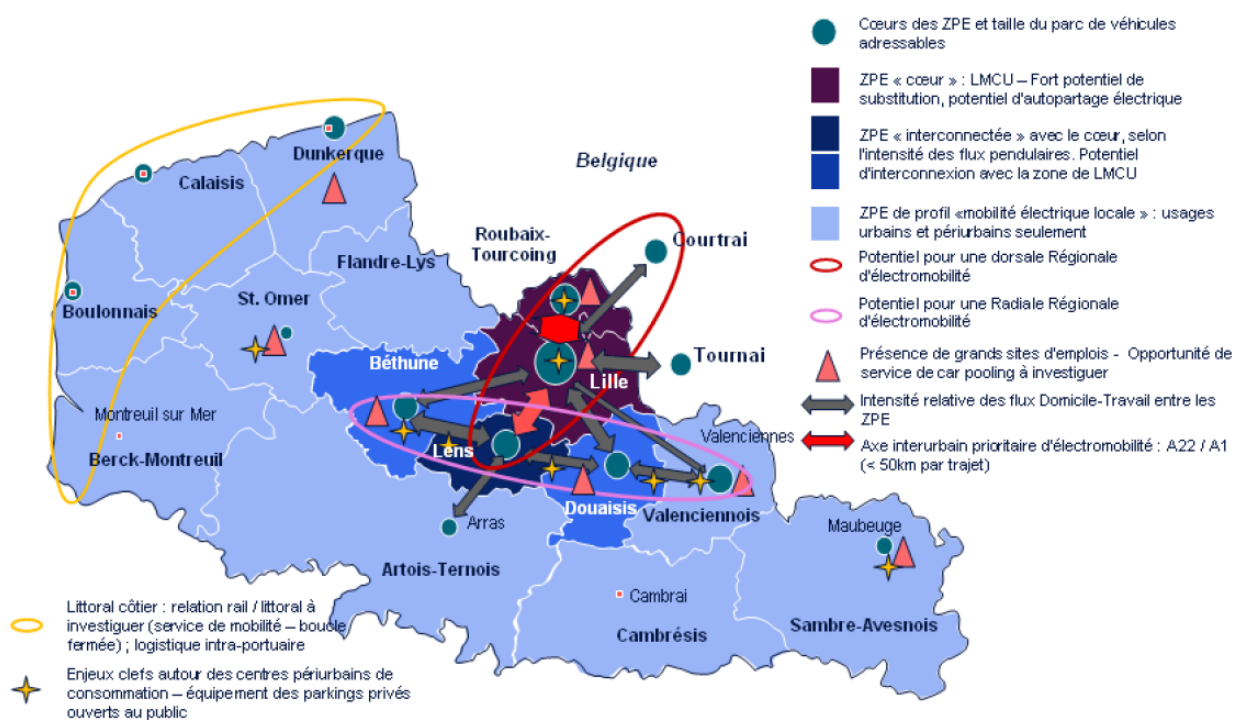 Dunkerque
Calaisis
Belgique
Roubaix-
Tourcoing
Courtrai
Flandre-Lys
Boulonnais
St. Omer
Béthune
Tournai
Lille
Montreuil sur Mer
Berck-Montreuil
Lens
Valenciennes
Douaisis
Valenciennois
Arras
Maubeuge
Artois-Ternois
Cambrai
Cambrésis
Sambre-Avesnois
Cœurs des ZPE et taille du parc de véhicules
adressables
ZPE « cœur » : LMCU – Fort potentiel de
substitution, potentiel d'autopartage électrique
ZPE « interconnectée » avec le cœur, selon
l'intensité des flux pendulaires. Potentiel
d'interconnexion avec la zone de LMCU
ZPE de profil «mobilité électrique locale » : usages
urbains et périurbains seulement
Potentiel pour une dorsale Régionale
d'électromobilité
Potentiel pour une Radiale Régionale
d'électromobilité
Présence de grands sites d'emplois - Opportunité de
service de car pooling à investiguer
Intensité relative des flux Domicile-Travail entre les
ZPE
Axe interurbain prioritaire d'électromobilité : A22 / A1
(< 50km par trajet)
Littoral côtier : relation rail / littoral à
investiguer (service de mobilité – boucle
fermée) ; logistique intra-portuaire
Enjeux clefs autour des centres périurbains de
consommation – équipement des parkings privés
ouverts au public